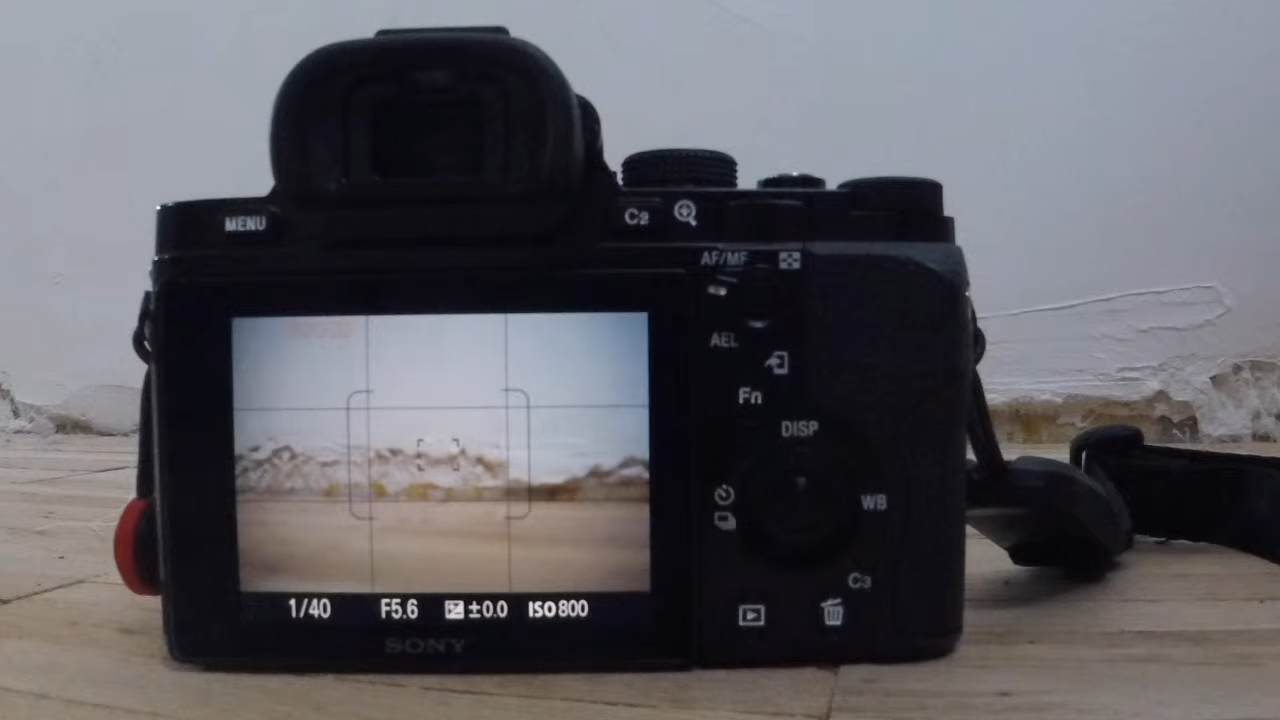 MENU
C2
AF/MF
AEL
Fn
DISP
WB
C3
1/40 F5.6 ±0.0 ISO800
SONY